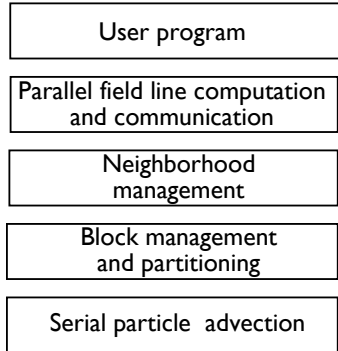 User program
Parallel field line computation
and communication
Neighborhood
management
Block management
and partitioning
Serial particle advection